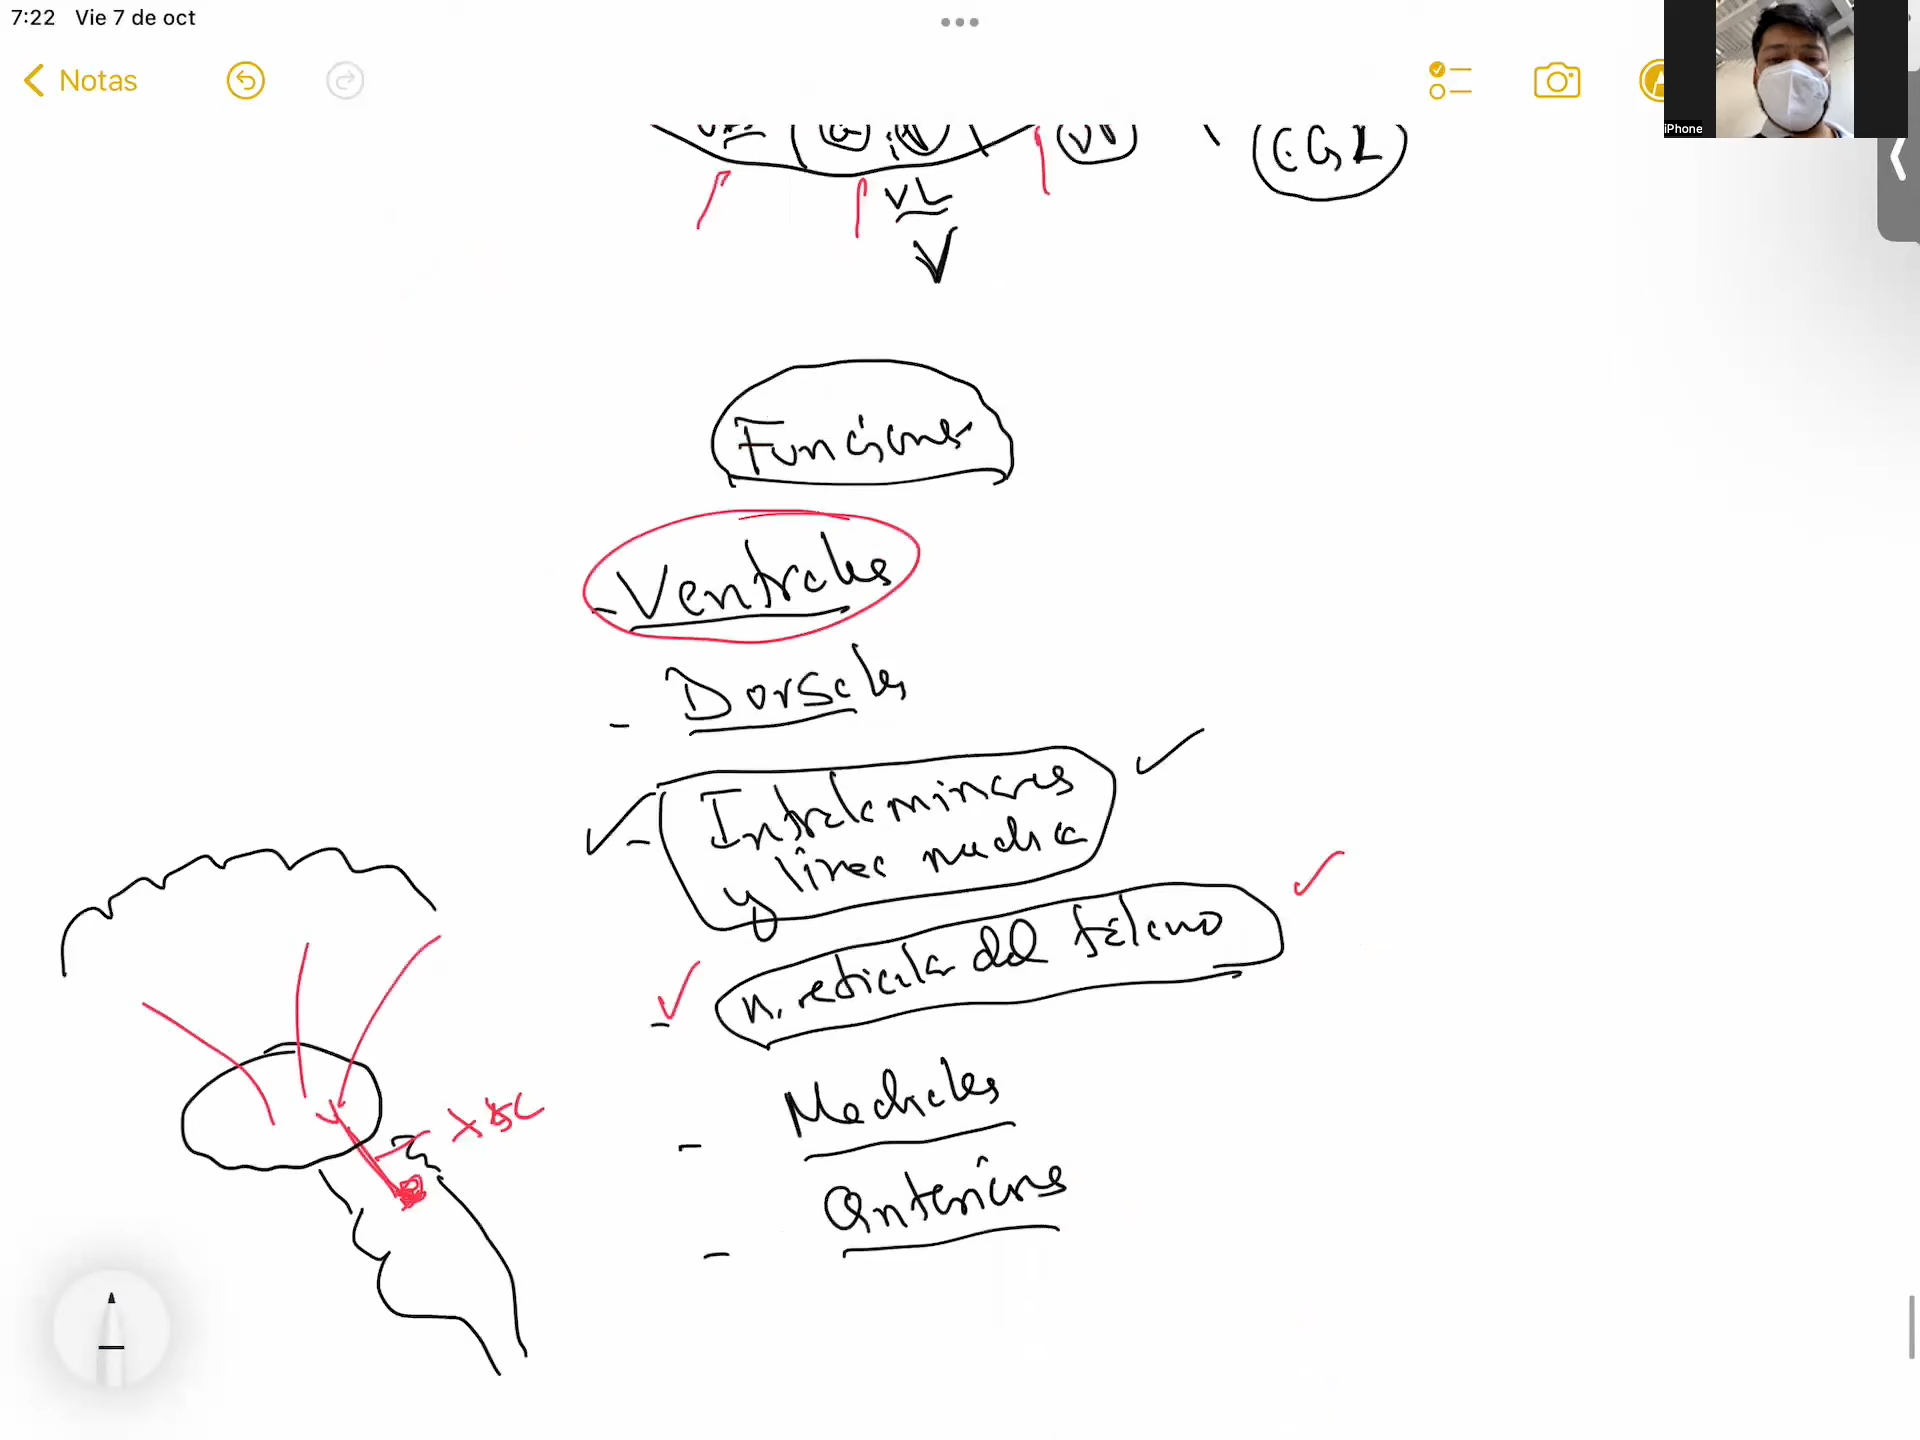 7:22 Vie 7 de oct
Notas
iPhone
CGL
VL
V
Funciones
- Ventrales
- Dorsales
- Intralaminares
y línea media
- n. reticular del tálamo
- Mediales
- anteriores